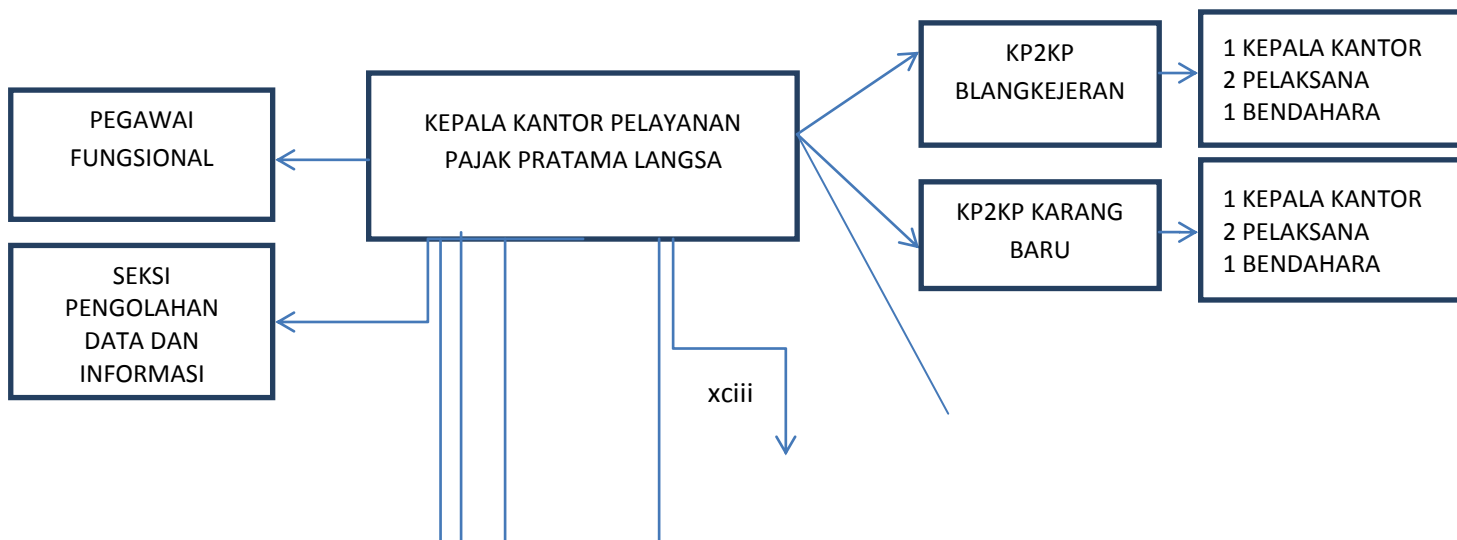 PEGAWAI
FUNGSIONAL
SEKSI
PENGOLAHAN
DATA DAN
INFORMASI
KEPALA KANTOR PELAYANAN
PAJAK PRATAMA LANGSA
KP2KP
BLANGKEJERAN
1 KEPALA KANTOR
2 PELAKSANA
1 BENDAHARA
KP2KP KARANG
BARU
1 KEPALA KANTOR
2 PELAKSANA
1 BENDAHARA
xciii